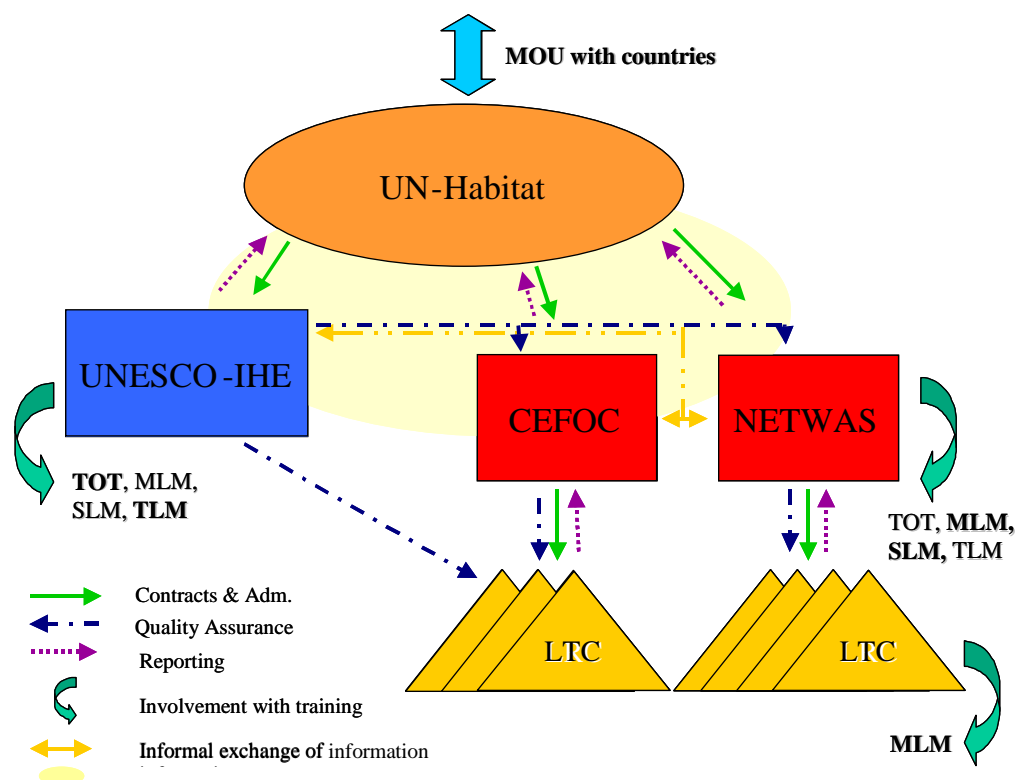 MOU with countries
UN-Habitat
UNESCO-IHE
CEFOC
NETWAS
TOT, MLM,
SLM, TLM
TOT, MLM,
SLM, TLM
LTC
LTC
MLM
Contracts & Adm.
Quality Assurance
Reporting
Involvement with training
Informal exchange of information